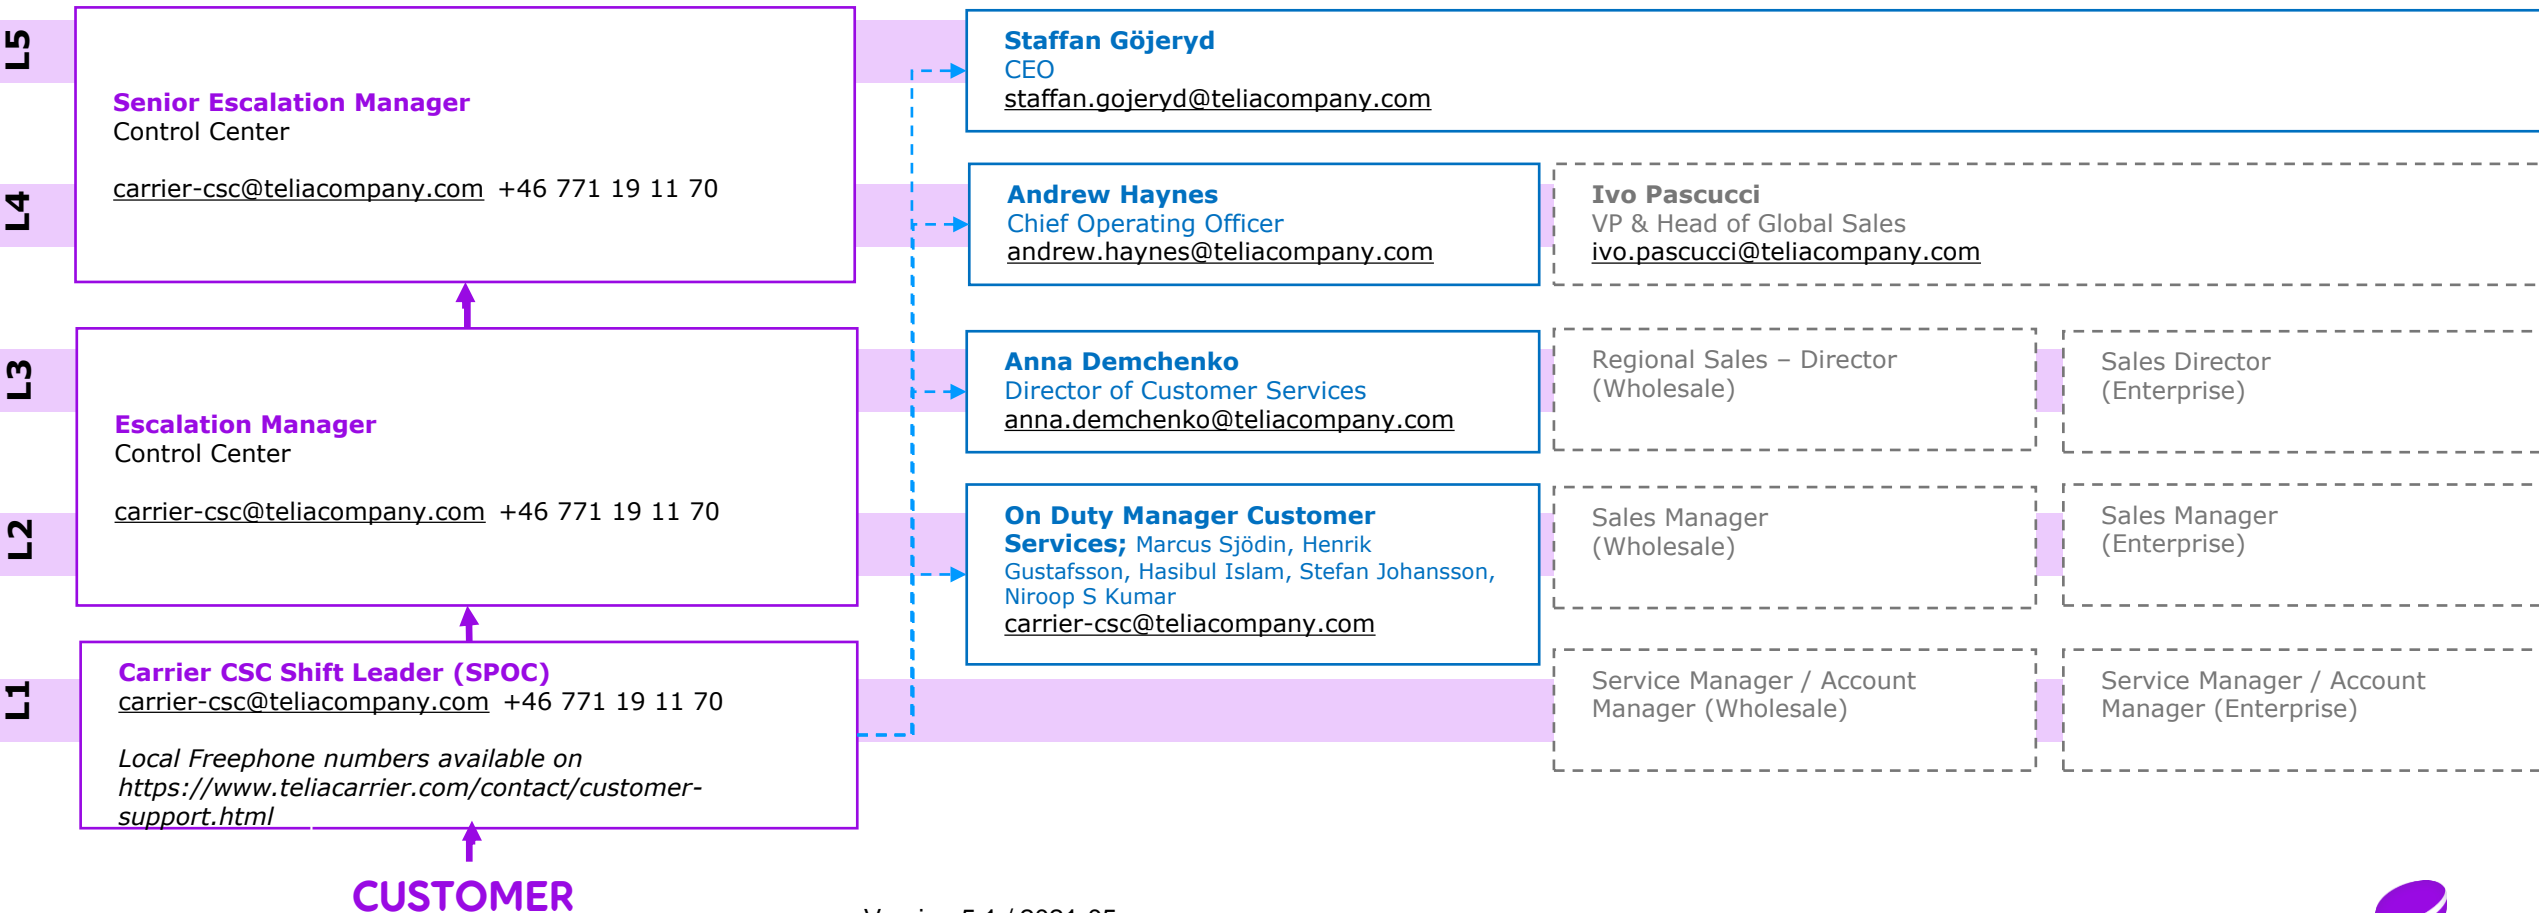 L5
Senior Escalation Manager
Control Center
carrier-csc@teliacompany.com +46 771 19 11 70
L4
Staffan Göjeryd
CEO
staffan.gojeryd@teliacompany.com
Andrew Haynes
Chief Operating Officer
andrew.haynes@teliacompany.com
Ivo Pascucci
VP & Head of Global Sales
ivo.pascucci@teliacompany.com
L3
Escalation Manager
Control Center
carrier-csc@teliacompany.com +46 771 19 11 70
L2
Anna Demchenko
Director of Customer Services
anna.demchenko@teliacompany.com
Regional Sales – Director
(Wholesale)
Sales Director
(Enterprise)
On Duty Manager Customer
Services; Marcus Sjödin, Henrik
Gustafsson, Hasibul Islam, Stefan Johansson,
Niroop S Kumar
carrier-csc@teliacompany.com
Sales Manager
(Wholesale)
Sales Manager
(Enterprise)
L1
Carrier CSC Shift Leader (SPOC)
carrier-csc@teliacompany.com +46 771 19 11 70
Local Freephone numbers available on
https://www.teliacarrier.com/contact/customer-
support.html
Service Manager / Account
Manager (Wholesale)
Service Manager / Account
Manager (Enterprise)
CUSTOMER